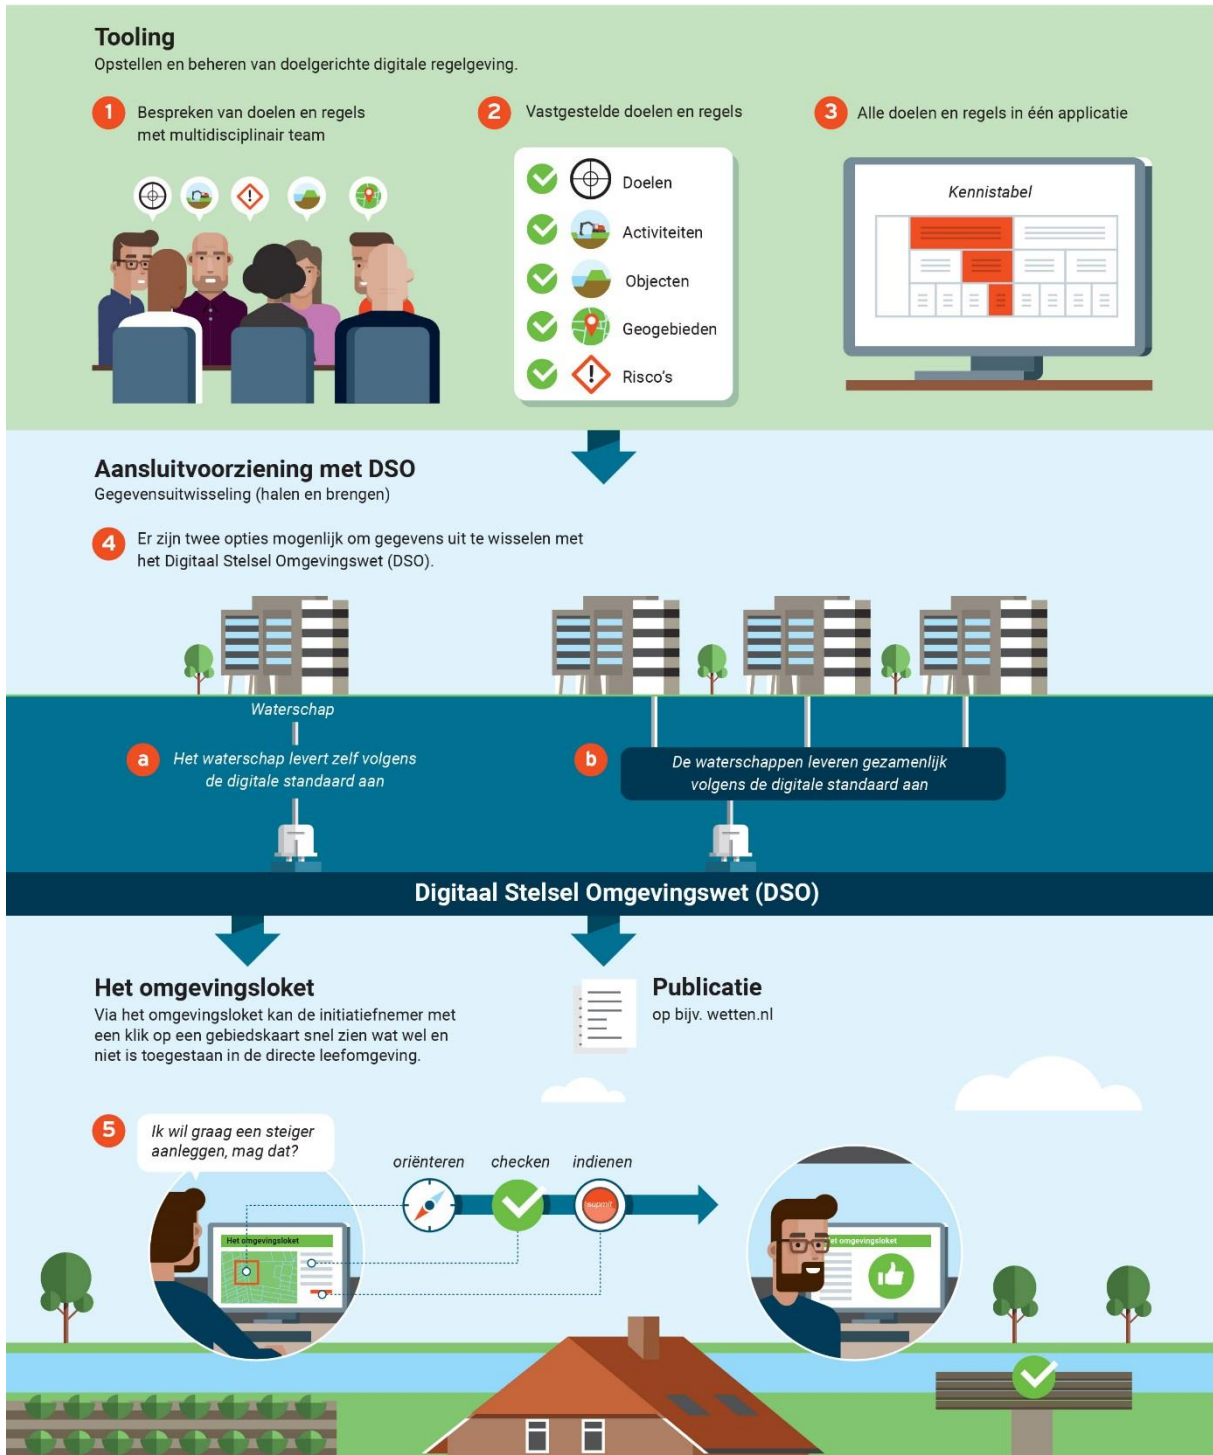 Tooling
Opstellen en beheren van doelgerichte digitale regelgeving.
1
Bespreken van doelen en regels
met multidisciplinair team
2
Vastgestelde doelen en regels
Doelen
Activiteiten
Objecten
Geogebieden
Risco's
3
Alle doelen en regels in één applicatie
Kennistabel
Aansluitvoorziening met DSO
Gegevensuitwisseling (halen en brengen)
4
Er zijn twee opties mogenlijk om gegevens uit te wisselen met
het Digitaal Stelsel Omgevingswet (DSO).
Waterschap
a
Het waterschap levert zelf volgens
de digitale standaard aan
b
De waterschappen leveren gezamenlijk
volgens de digitale standaard aan
Digitaal Stelsel Omgevingswet (DSO)
Het omgevingsloket
Via het omgevingsloket kan de initiatiefnemer met
een klik op een gebiedskaart snel zien wat wel en
niet is toegestaan in de directe leefomgeving.
Publicatie
op bijv. wetten.nl
5
Ik wil graag een steiger
aanleggen, mag dat?
oriënteren
checken
indienen
Het omgevingsloket
et omgevingsloket